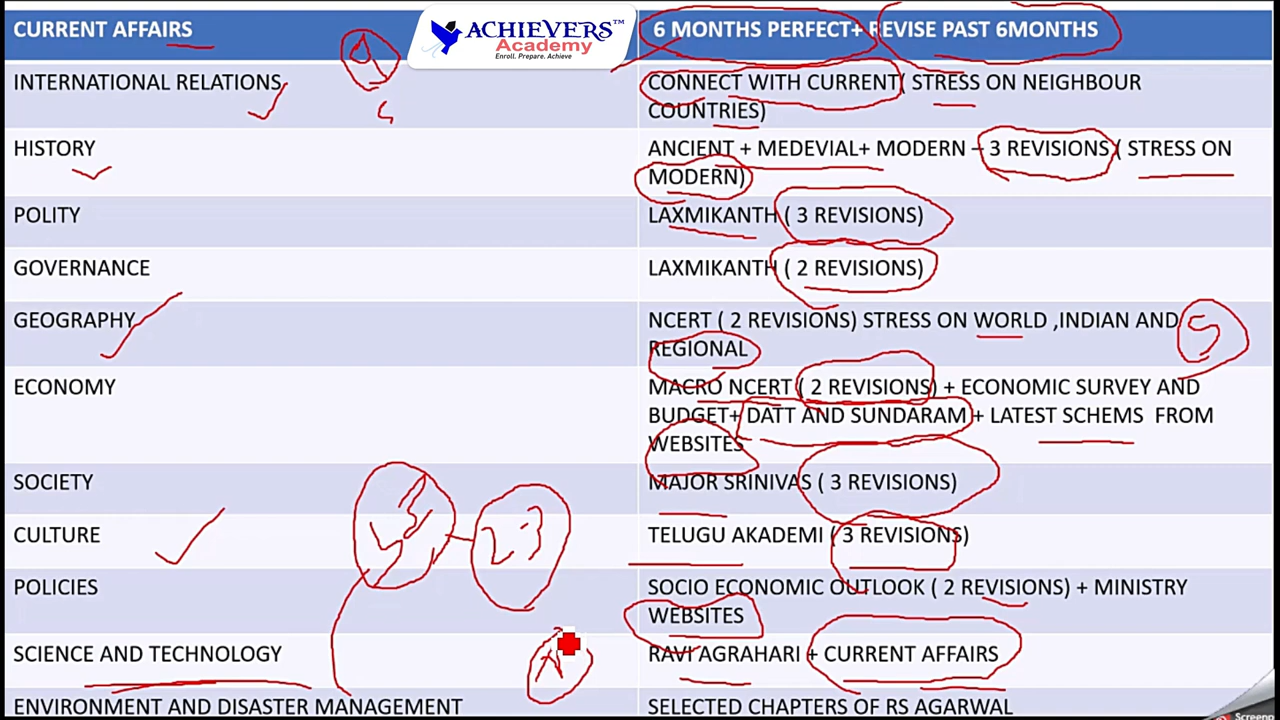 CURRENT AFFAIRS
ACHIEVERS™
Academy
Enroll. Prepare. Achieve
6 MONTHS PERFECT+ REVISE PAST 6MONTHS
INTERNATIONAL RELATIONS
CONNECT WITH CURRENT( STRESS ON NEIGHBOUR
COUNTRIES)
HISTORY
ANCIENT + MEDEVIAL+ MODERN – 3 REVISIONS ( STRESS ON
MODERN)
POLITY
LAXMIKANTH ( 3 REVISIONS)
GOVERNANCE
LAXMIKANTH ( 2 REVISIONS)
GEOGRAPHY
NCERT ( 2 REVISIONS) STRESS ON WORLD ,INDIAN AND
REGIONAL
5
ECONOMY
MACRO NCERT ( 2 REVISIONS) + ECONOMIC SURVEY AND
BUDGET+ DATT AND SUNDARAM + LATEST SCHEMS FROM
WEBSITES
SOCIETY
MAJOR SRINIVAS ( 3 REVISIONS)
CULTURE
TELUGU AKADEMI ( 3 REVISIONS)
POLICIES
SOCIO ECONOMIC OUTLOOK ( 2 REVISIONS) + MINISTRY
WEBSITES
SCIENCE AND TECHNOLOGY
RAVI AGRAHARI + CURRENT AFFAIRS
ENVIRONMENT AND DISASTER MANAGEMENT
SELECTED CHAPTERS OF RS AGARWAL